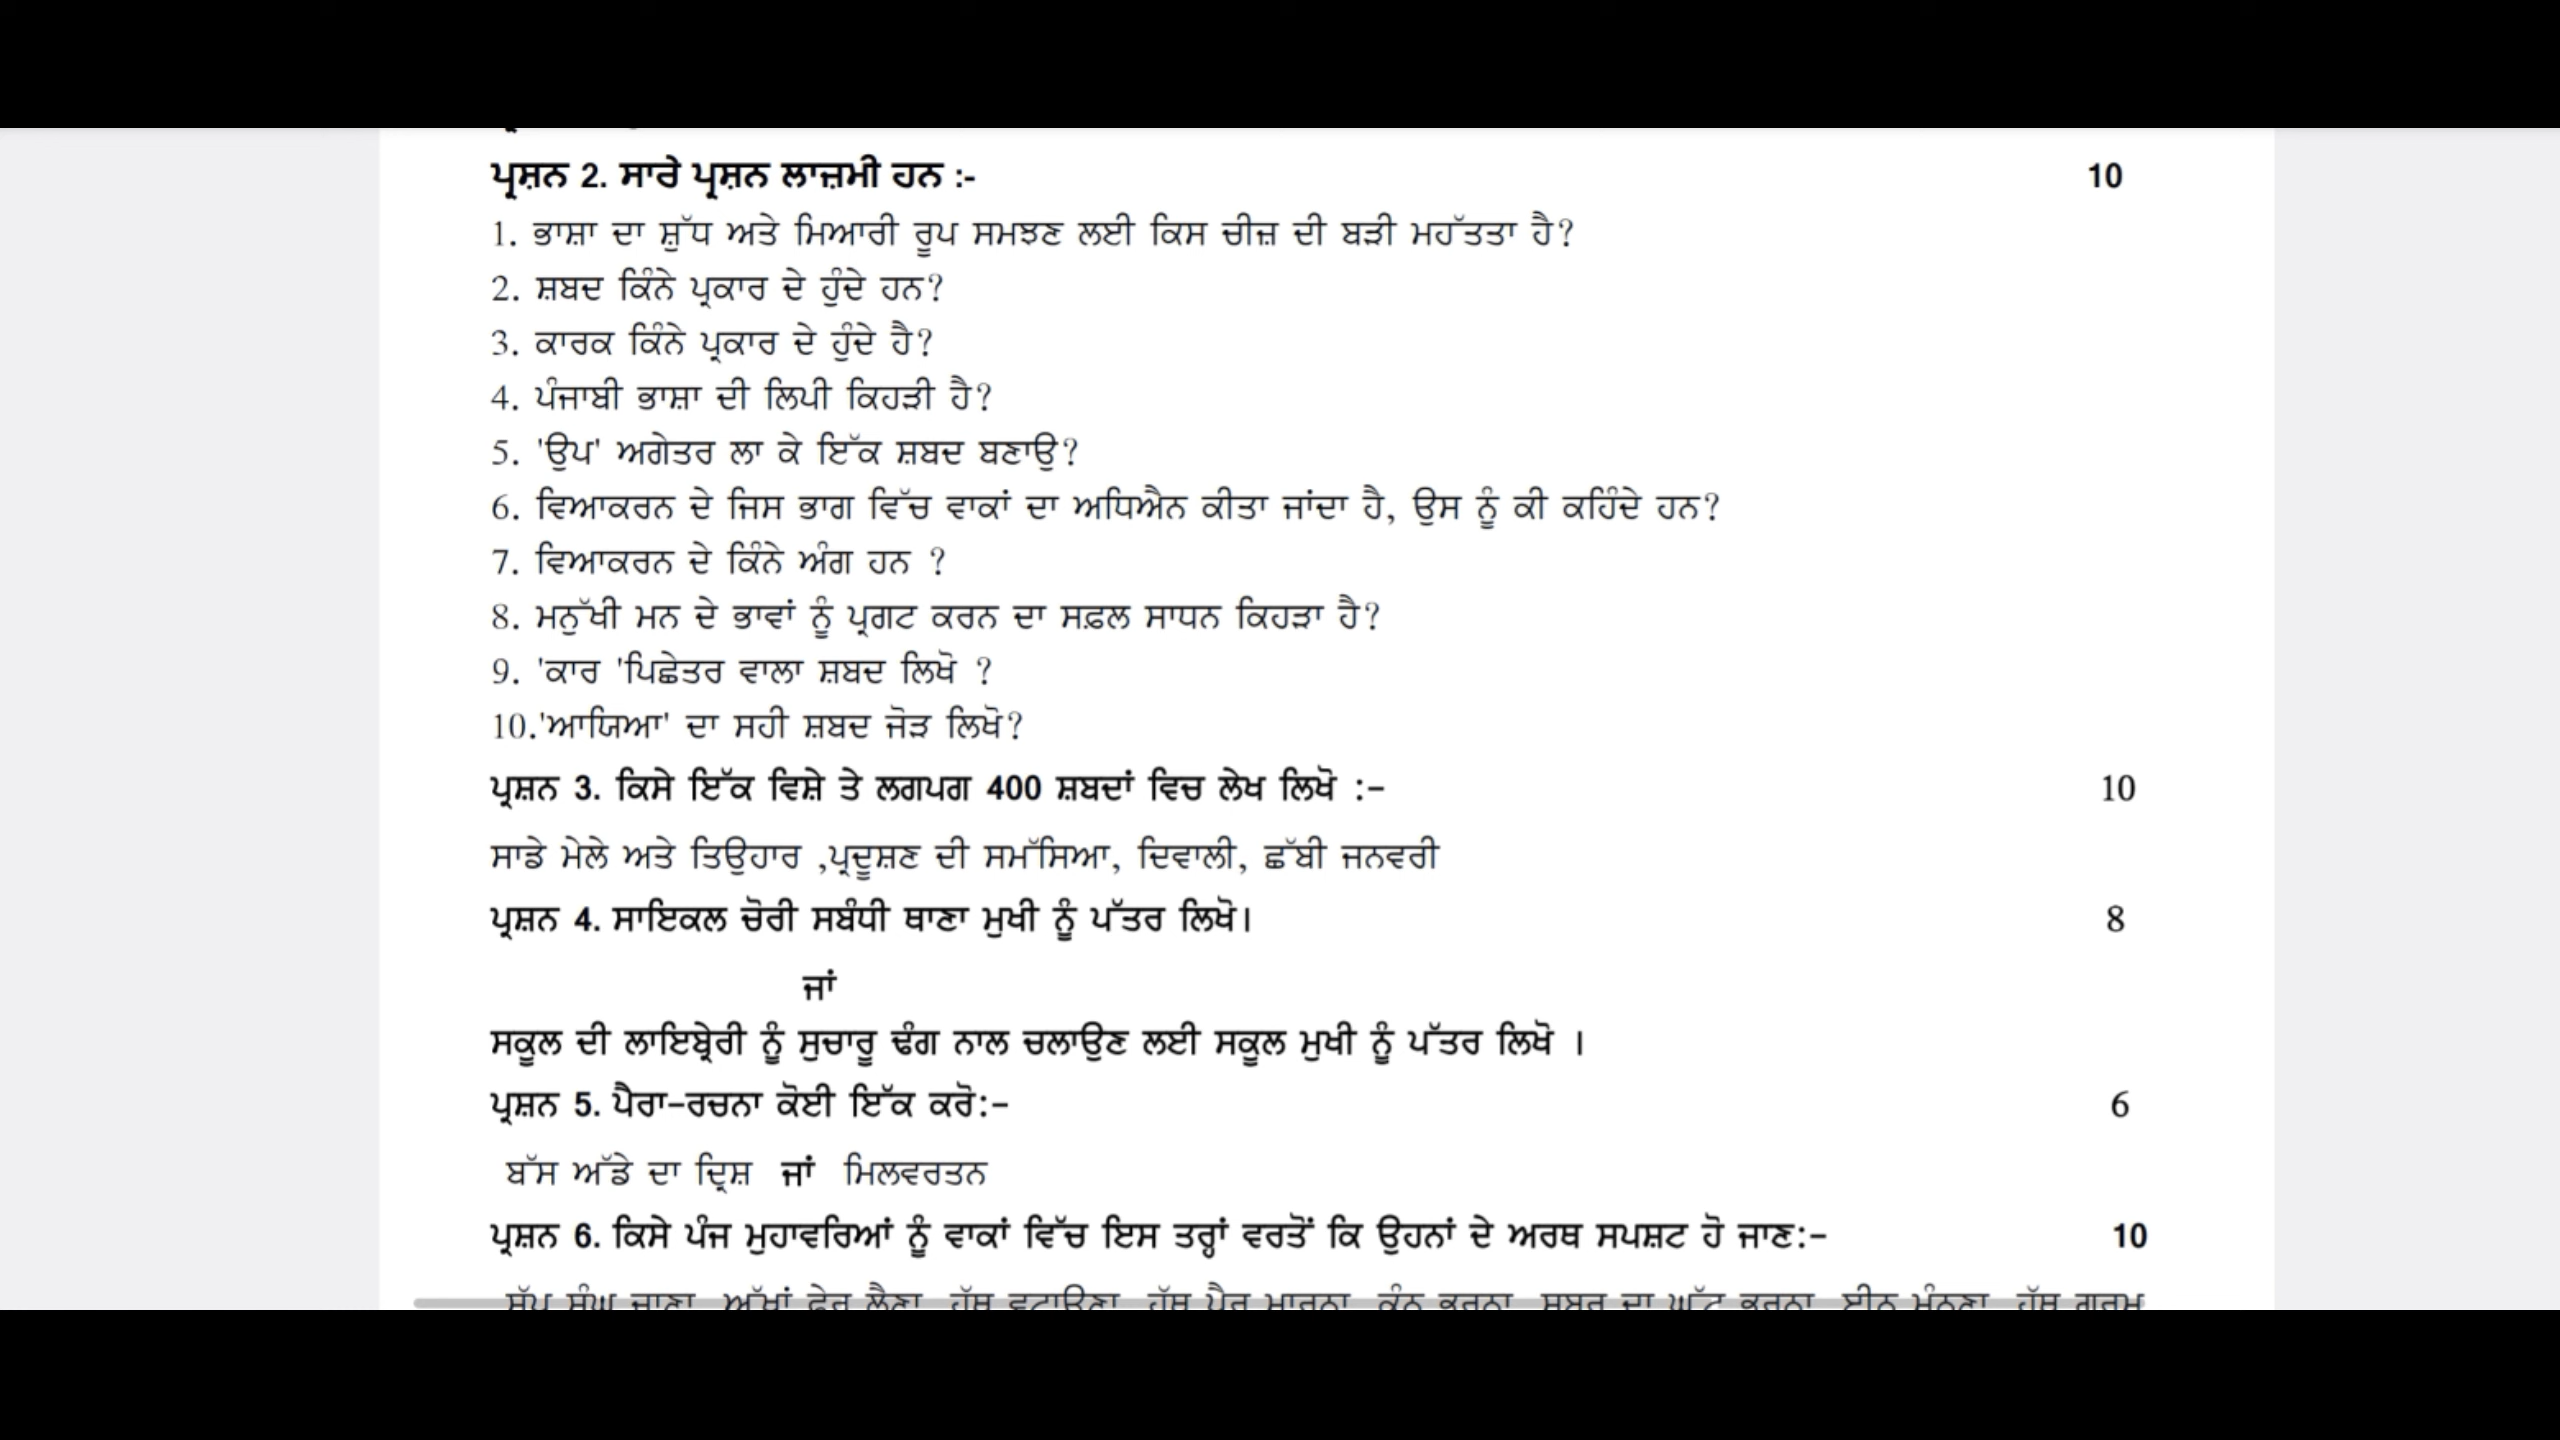 ਪ੍ਰਸ਼ਨ 2. ਸਾਰੇ ਪ੍ਰਸ਼ਨ ਲਾਜ਼ਮੀ ਹਨ :- 10
1. ਭਾਸ਼ਾ ਦਾ ਸ਼ੁੱਧ ਅਤੇ ਮਿਆਰੀ ਰੂਪ ਸਮਝਣ ਲਈ ਕਿਸ ਚੀਜ਼ ਦੀ ਬੜੀ ਮਹੱਤਤਾ ਹੈ?
2. ਸ਼ਬਦ ਕਿੰਨੇ ਪ੍ਰਕਾਰ ਦੇ ਹੁੰਦੇ ਹਨ?
3. ਕਾਰਕ ਕਿੰਨੇ ਪ੍ਰਕਾਰ ਦੇ ਹੁੰਦੇ ਹੈ?
4. ਪੰਜਾਬੀ ਭਾਸ਼ਾ ਦੀ ਲਿਪੀ ਕਿਹੜੀ ਹੈ?
5. 'ਉਪ' ਅਗੇਤਰ ਲਾ ਕੇ ਇੱਕ ਸ਼ਬਦ ਬਣਾਉ?
6. ਵਿਆਕਰਨ ਦੇ ਜਿਸ ਭਾਗ ਵਿੱਚ ਵਾਕਾਂ ਦਾ ਅਧਿਐਨ ਕੀਤਾ ਜਾਂਦਾ ਹੈ, ਉਸ ਨੂੰ ਕੀ ਕਹਿੰਦੇ ਹਨ?
7. ਵਿਆਕਰਨ ਦੇ ਕਿੰਨੇ ਅੰਗ ਹਨ ?
8. ਮਨੁੱਖੀ ਮਨ ਦੇ ਭਾਵਾਂ ਨੂੰ ਪ੍ਰਗਟ ਕਰਨ ਦਾ ਸਫ਼ਲ ਸਾਧਨ ਕਿਹੜਾ ਹੈ?
9. 'ਕਾਰ 'ਪਿਛੇਤਰ ਵਾਲਾ ਸ਼ਬਦ ਲਿਖੋ ?
10.'ਆਯਿਆ' ਦਾ ਸਹੀ ਸ਼ਬਦ ਜੋੜ ਲਿਖੋ?
ਪ੍ਰਸ਼ਨ 3. ਕਿਸੇ ਇੱਕ ਵਿਸ਼ੇ ਤੇ ਲਗਪਗ 400 ਸ਼ਬਦਾਂ ਵਿਚ ਲੇਖ ਲਿਖੋ :- 10
ਸਾਡੇ ਮੇਲੇ ਅਤੇ ਤਿਉਹਾਰ ,ਪ੍ਰਦੂਸ਼ਣ ਦੀ ਸਮੱਸਿਆ, ਦਿਵਾਲੀ, ਛੱਬੀ ਜਨਵਰੀ
ਪ੍ਰਸ਼ਨ 4. ਸਾਇਕਲ ਚੋਰੀ ਸਬੰਧੀ ਥਾਣਾ ਮੁਖੀ ਨੂੰ ਪੱਤਰ ਲਿਖੋ। 8
ਜਾਂ
ਸਕੂਲ ਦੀ ਲਾਇਬ੍ਰੇਰੀ ਨੂੰ ਸੁਚਾਰੂ ਢੰਗ ਨਾਲ ਚਲਾਉਣ ਲਈ ਸਕੂਲ ਮੁਖੀ ਨੂੰ ਪੱਤਰ ਲਿਖੋ ।
ਪ੍ਰਸ਼ਨ 5. ਪੈਰਾ-ਰਚਨਾ ਕੋਈ ਇੱਕ ਕਰੋ:- 6
ਬੱਸ ਅੱਡੇ ਦਾ ਦ੍ਰਿਸ਼ ਜਾਂ ਮਿਲਵਰਤਨ
ਪ੍ਰਸ਼ਨ 6. ਕਿਸੇ ਪੰਜ ਮੁਹਾਵਰਿਆਂ ਨੂੰ ਵਾਕਾਂ ਵਿੱਚ ਇਸ ਤਰ੍ਹਾਂ ਵਰਤੋਂ ਕਿ ਉਹਨਾਂ ਦੇ ਅਰਥ ਸਪਸ਼ਟ ਹੋ ਜਾਣ:- 10